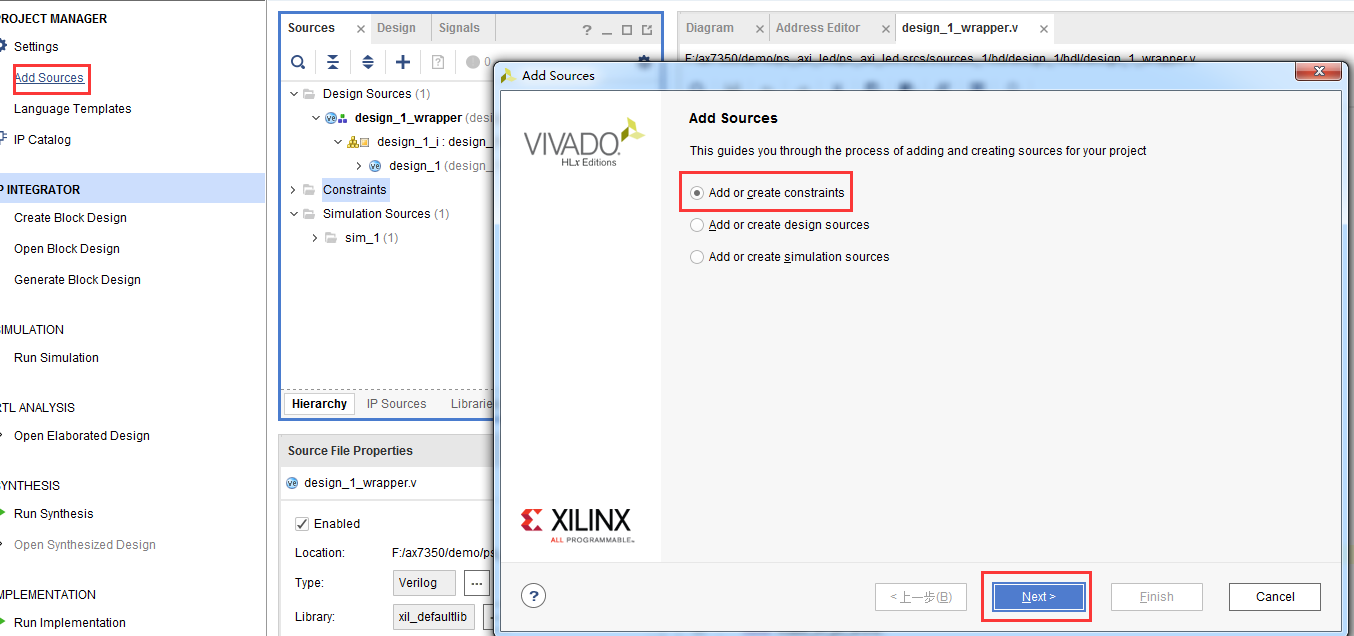 PROJECT MANAGER
Settings
Add Sources
Language Templates
IP Catalog
IP INTEGRATOR
Create Block Design
Open Block Design
Generate Block Design
SIMULATION
Run Simulation
RTL ANALYSIS
Open Elaborated Design
SYNTHESIS
Run Synthesis
Open Synthesized Design
IMPLEMENTATION
Run Implementation
Sources
Design
Signals
?
0
Design Sources (1)
design_1_wrapper (desi
design_1_i : design_
design_1 (design_
Constraints
Simulation Sources (1)
sim_1 (1)
Hierarchy
IP Sources
Librarie
Source File Properties
design_1_wrapper.v
Enabled
Location: F:/ax7350/demo/ps
Type: Verilog ...
Library: xil_defaultlib
Diagram
Address Editor
design_1_wrapper.v
F:/ax7350/demo/ps_axi_led/ps_axi_led.srcs/sources_1/bd/design_1/hdl/design_1_wrapper.v
Add Sources
VIVADO
HLx Editions
XILINX
ALL PROGRAMMABLE
Add Sources
This guides you through the process of adding and creating sources for your project
Add or create constraints
Add or create design sources
Add or create simulation sources
?
< 上一步(B)
Next >
Finish
Cancel